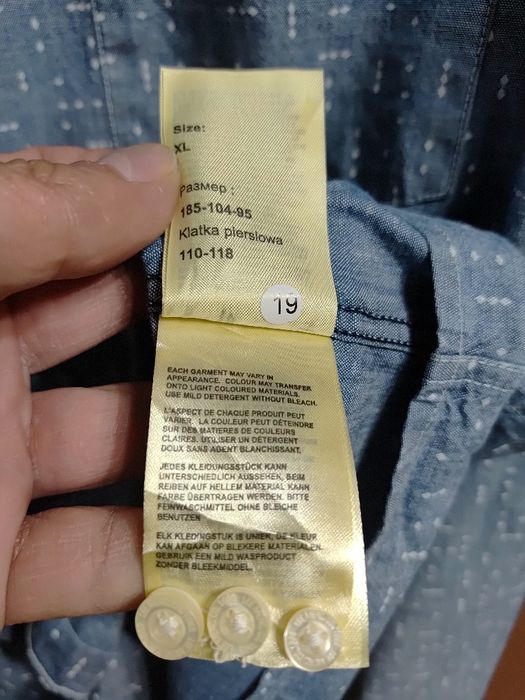 Size:
XL
Размер :
185-104-95
Klatka piersiowa
110-118
19
EACH GARMENT MAY VARY IN
APPEARANCE. COLOUR MAY TRANSFER
ONTO LIGHT COLOURED MATERIALS.
USE MILD DETERGENT WITHOUT BLEACH.
L'ASPECT DE CHAQUE PRODUIT PEUT
VARIER. LA COULEUR PEUT DÉTEINDRE
SUR DES MATIERES DE COULEURS
CLAIRES. UTILISER UN DÉTERGENT
DOUX SANS AGENT BLANCHISSANT.
JEDES KLEIDUNGSSTÜCK KANN
UNTERSCHIEDLICH AUSSEHEN, BEIM
REIBEN AUF HELLEM MATERIAL KANN
FARBE ÜBERTRAGEN WERDEN. BITTE
FEINWASCHMITTEL OHNE BLEICHE
BENUTZEN
ELK KLEDINGSTUK IS UNIEK, DE KLEUR
KAN AFGAAN OP BLEKERE MATERIALEN.
GEBRUIK EEN MILD WASPRODUCT
ZONDER BLEEKMIDDEL.